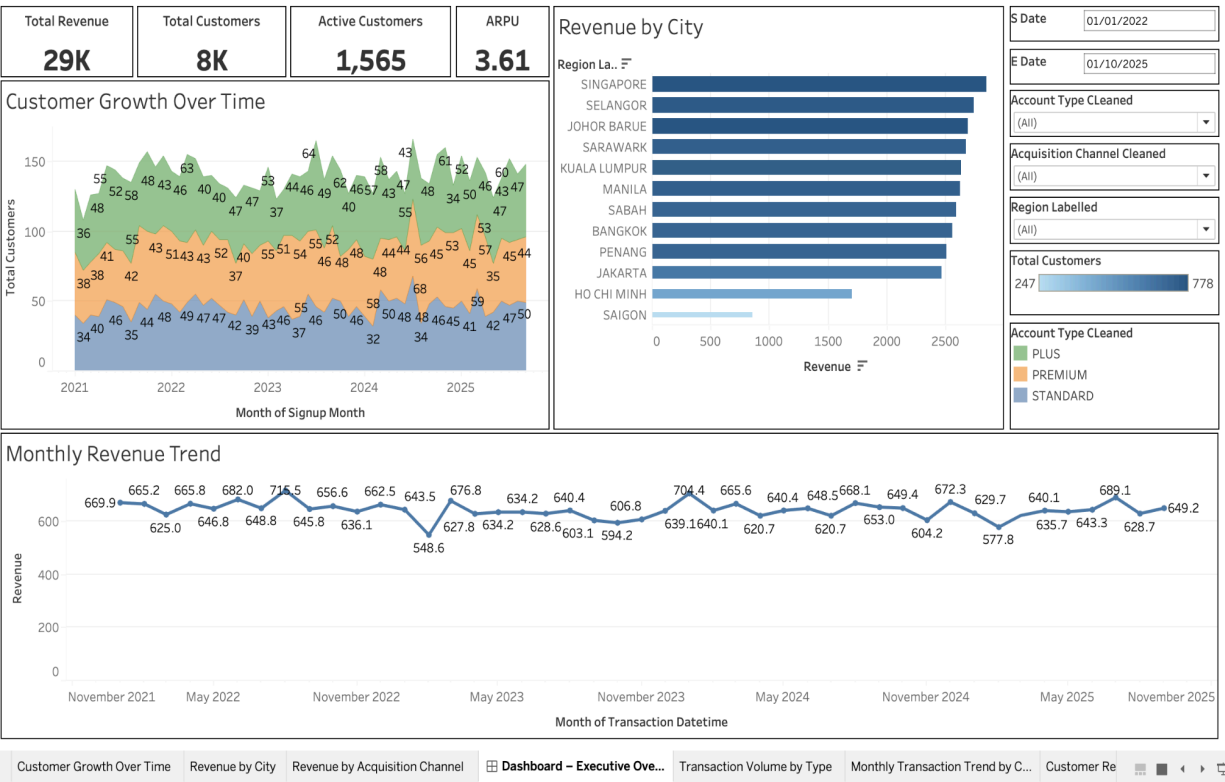 Total Revenue
29K
Total Customers
8K
Active Customers
1,565
ARPU
3.61
Customer Growth Over Time
Total Customers
150
100
50
0
55 63 64 43 61 52 60
48 52 58 48 43 46 40 40 47 47 53 37 44 46 49 62 40 46 57 58 43 47 48 34 50 46 43 47 47
36
38 38 41 42 55 43 51 43 43 52 37 40 55 51 54 55 46 52 48 48 48 44 44 55 56 45 53 45 53 57 35 45 44
34 40 46 35 44 48 49 47 47 42 39 43 46 37 55 46 50 46 58 32 50 48 68 34 48 46 45 41 59 42 47 50
2021 2022 2023 2024 2025
Month of Signup Month
Revenue by City
Region La..
SINGAPORE
SELANGOR
JOHOR BARUE
SARAWARK
KUALA LUMPUR
MANILA
SABAH
BANGKOK
PENANG
JAKARTA
HO CHI MINH
SAIGON
0 500 1000 1500 2000 2500
Revenue
S Date
01/01/2022
E Date
01/10/2025
Account Type CLeaned
(All)
Acquisition Channel Cleaned
(All)
Region Labelled
(All)
Total Customers
247 778
Account Type CLeaned
PLUS
PREMIUM
STANDARD
Monthly Revenue Trend
Revenue
600
400
200
0
669.9 665.2 625.0 665.8 646.8 682.0 648.8 715.5 645.8 656.6 636.1 662.5 643.5 548.6 676.8 627.8 634.2 634.2 628.6 640.4 603.1 594.2 606.8 639.1 704.4 640.1 665.6 620.7 640.4 648.5 620.7 668.1 653.0 649.4 604.2 672.3 629.7 577.8 640.1 635.7 643.3 689.1 628.7 649.2
November 2021 May 2022 November 2022 May 2023 November 2023 May 2024 November 2024 May 2025 November 2025
Month of Transaction Datetime
Customer Growth Over Time
Revenue by City
Revenue by Acquisition Channel
Dashboard – Executive Ove...
Transaction Volume by Type
Monthly Transaction Trend by C...
Customer Re